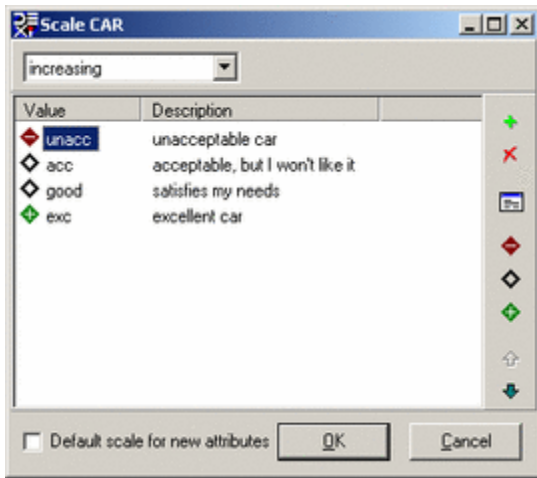 Scale CAR
increasing
Value Description
unacc unacceptable car
acc acceptable, but I won't like it
good satisfies my needs
exc excellent car
Default scale for new attributes OK Cancel